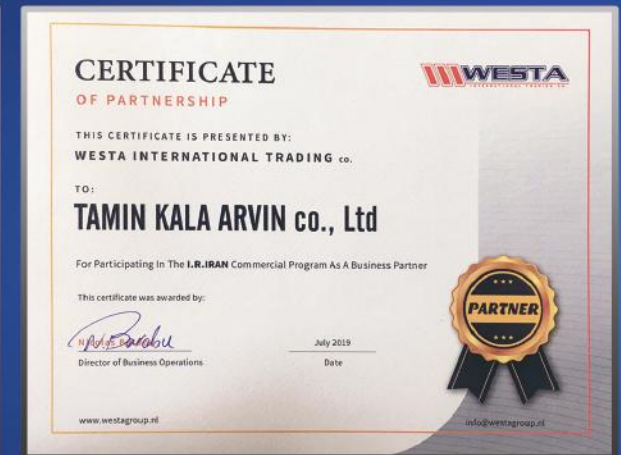 CERTIFICATE
OF PARTNERSHIP
WESTA
INTERNATIONAL TRADING CO.
THIS CERTIFICATE IS PRESENTED BY:
WESTA INTERNATIONAL TRADING co.
TO:
TAMIN KALA ARVIN co., Ltd
For Participating In The I.R.IRAN Commercial Program As A Business Partner
This certificate was awarded by:
PARTNER
July 2019
Director of Business Operations
Date
www.westagroup.nl
info@westagroup.nl